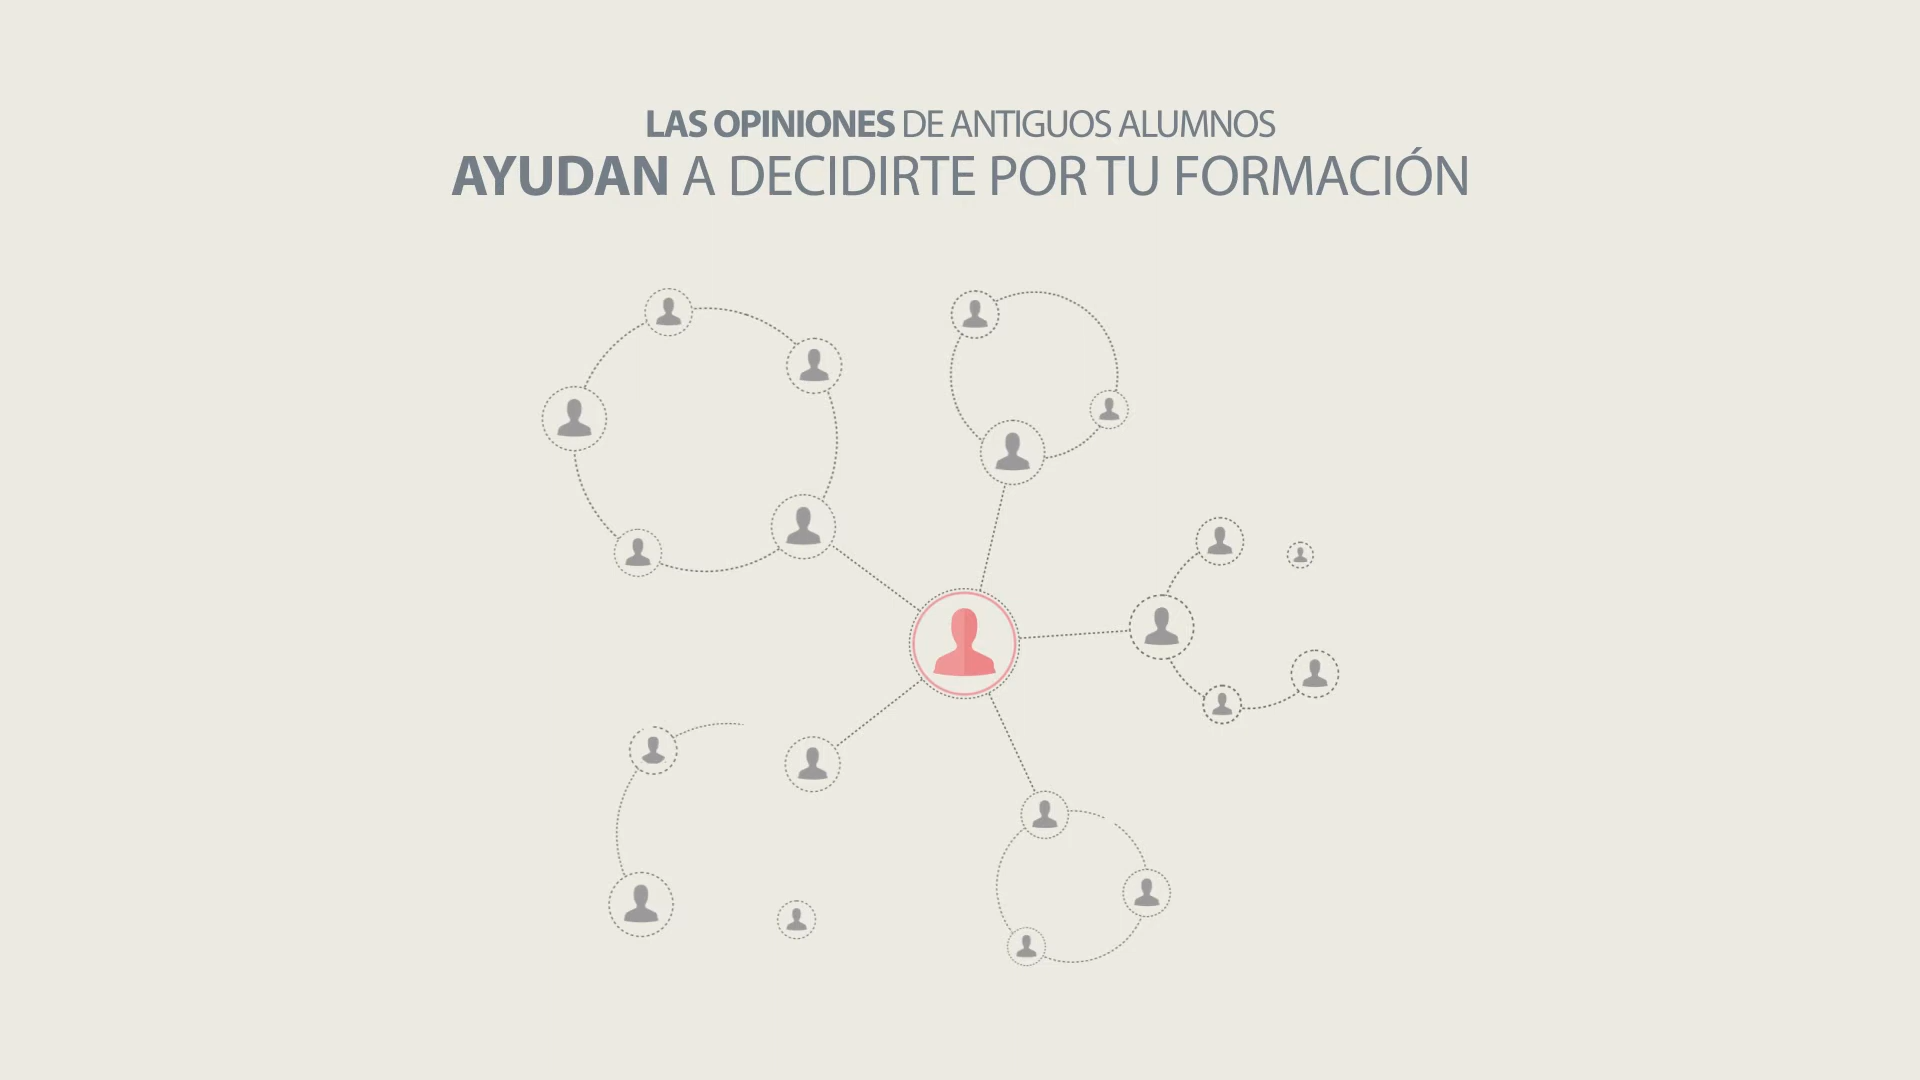 LAS OPINIONES DE ANTIGUOS ALUMNOS
AYUDAN A DECIDIRTE POR TU FORMACIÓN